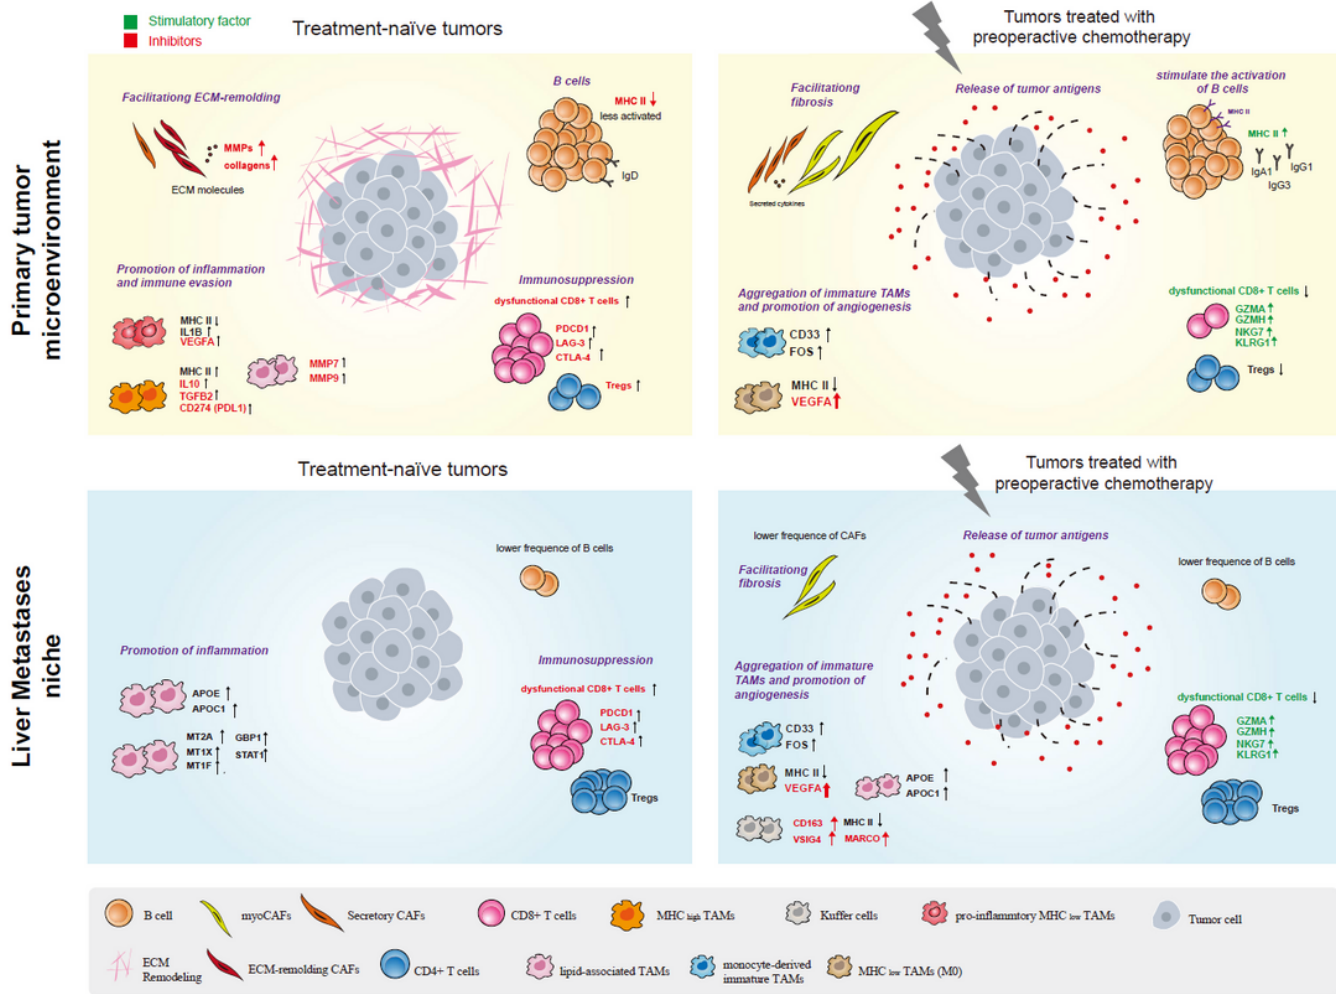 Stimulatory factor
Inhibitors
Treatment-naïve tumors
Tumors treated with
preoperactive chemotherapy
Primary tumor
microenvironment
Facilitationg ECM-remolding
MMPs
collagens
ECM molecules
B cells
MHC II
less activated
IgD
Promotion of inflammation
and immune evasion
MHC II
IL1B
VEGFA
MHC II
IL10
TGFB2
CD274 (PDL1)
MMP7
MMP9
Immunosuppression
dysfunctional CD8+ T cells
PDCD1
LAG-3
CTLA-4
Tregs
Facilitationg
fibrosis
Secreted cytokines
Release of tumor antigens
stimulate the activation
of B cells
MHC II
MHC II
IgA1
IgG1
IgG3
Aggregation of immature TAMs
and promotion of angiogenesis
CD33
FOS
MHC II
VEGFA
dysfunctional CD8+ T cells
GZMA
GZMH
NKG7
KLRG1
Tregs
Treatment-naïve tumors
Tumors treated with
preoperactive chemotherapy
Liver Metastases
niche
lower frequence of B cells
Promotion of inflammation
APOE
APOC1
MT2A GBP1
MT1X STAT1
MT1F
Immunosuppression
dysfunctional CD8+ T cells
PDCD1
LAG-3
CTLA-4
Tregs
lower frequence of CAFs
Facilitationg
fibrosis
Release of tumor antigens
lower frequence of B cells
Aggregation of immature
TAMs and promotion of
angiogenesis
CD33
FOS
MHC II
VEGFA
APOE
APOC1
CD163 MHC II
VSIG4 MARCO
dysfunctional CD8+ T cells
GZMA
GZMH
NKG7
KLRG1
Tregs
B cell
myoCAFs
Secretory CAFs
CD8+ T cells
MHC high TAMs
Kuffer cells
pro-inflammtory MHC low TAMs
Tumor cell
ECM
Remodeling
ECM-remolding CAFs
CD4+ T cells
lipid-associated TAMs
monocyte-derived
immature TAMs
MHC low TAMs (M0)